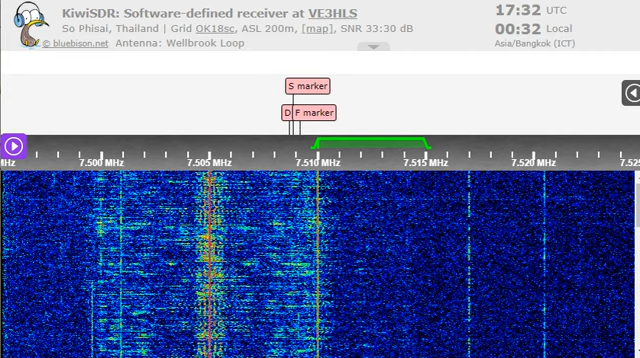 KiwiSDR: Software-defined receiver at VE3HLS
So Phisai, Thailand | Grid OK18sc, ASL 200m, [map], SNR 33:30 dB
© bluebison.net Antenna: Wellbrook Loop
17:32 UTC
00:32 Local
Asia/Bangkok (ICT)
S marker
D F marker
MHz 7.500 MHz 7.505 MHz 7.510 MHz 7.515 MHz 7.520 MHz 7.525